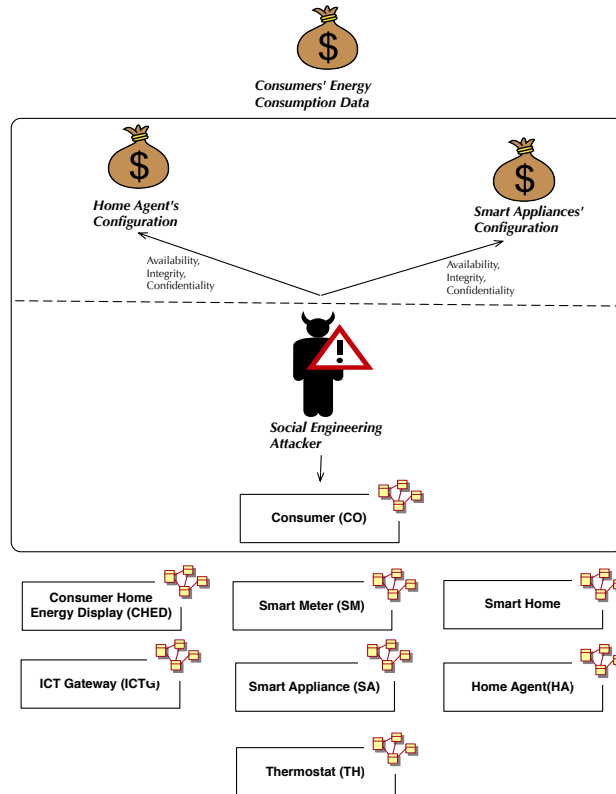 $
Consumers' Energy
Consumption Data
$
$
Home Agent's
Configuration
Smart Appliances'
Configuration
Availability,
Integrity,
Confidentiality
Availability,
Integrity,
Confidentiality
!
Social Engineering
Attacker
Consumer (CO)
Consumer Home
Energy Display (CHED)
Smart Meter (SM)
Smart Home
ICT Gateway (ICTG)
Smart Appliance (SA)
Home Agent(HA)
Thermostat (TH)